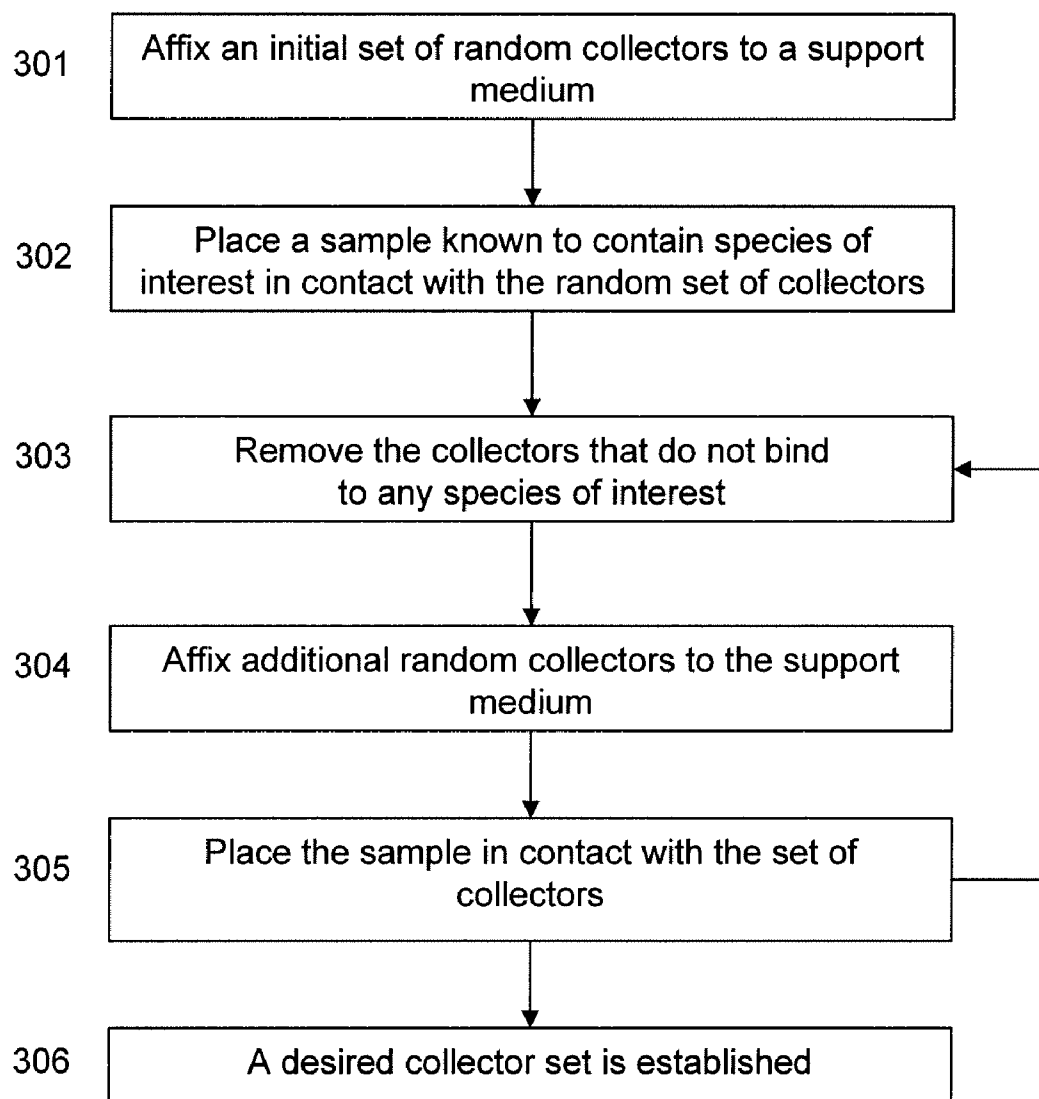 301
Affix an initial set of random collectors to a support
medium
302
Place a sample known to contain species of
interest in contact with the random set of collectors
303
Remove the collectors that do not bind
to any species of interest
304
Affix additional random collectors to the support
medium
305
Place the sample in contact with the set of
collectors
306
A desired collector set is established